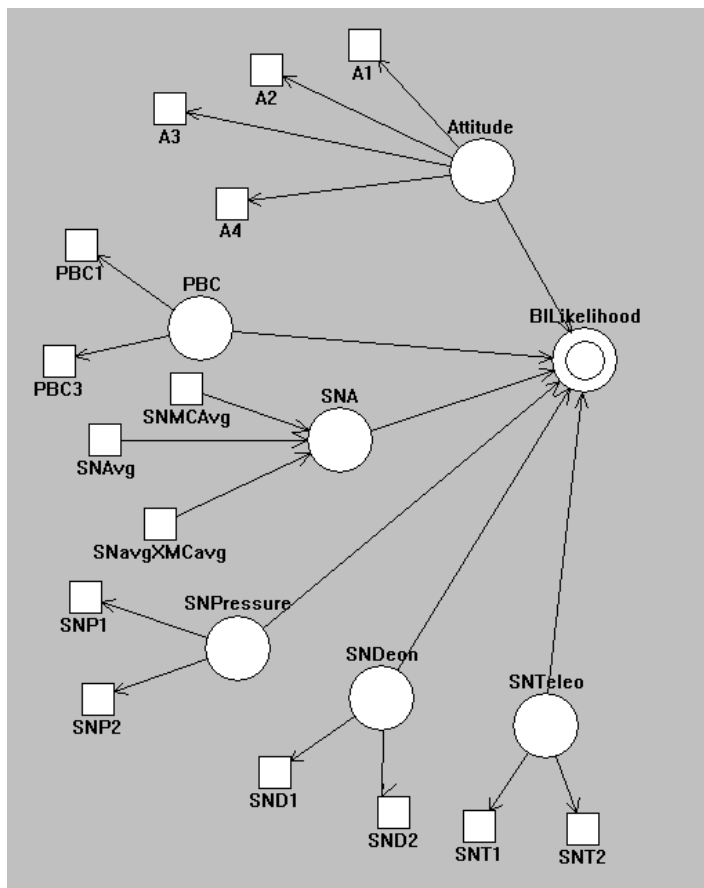 A1
A2
A3
Attitude
A4
PBC1
PBC
BILikelihood
PBC3
SNMCAvg
SNA
SNAvg
SNavgXMCavg
SNPressure
SNP1
SNDeon
SNTeleo
SNP2
SND1
SND2
SNT1
SNT2